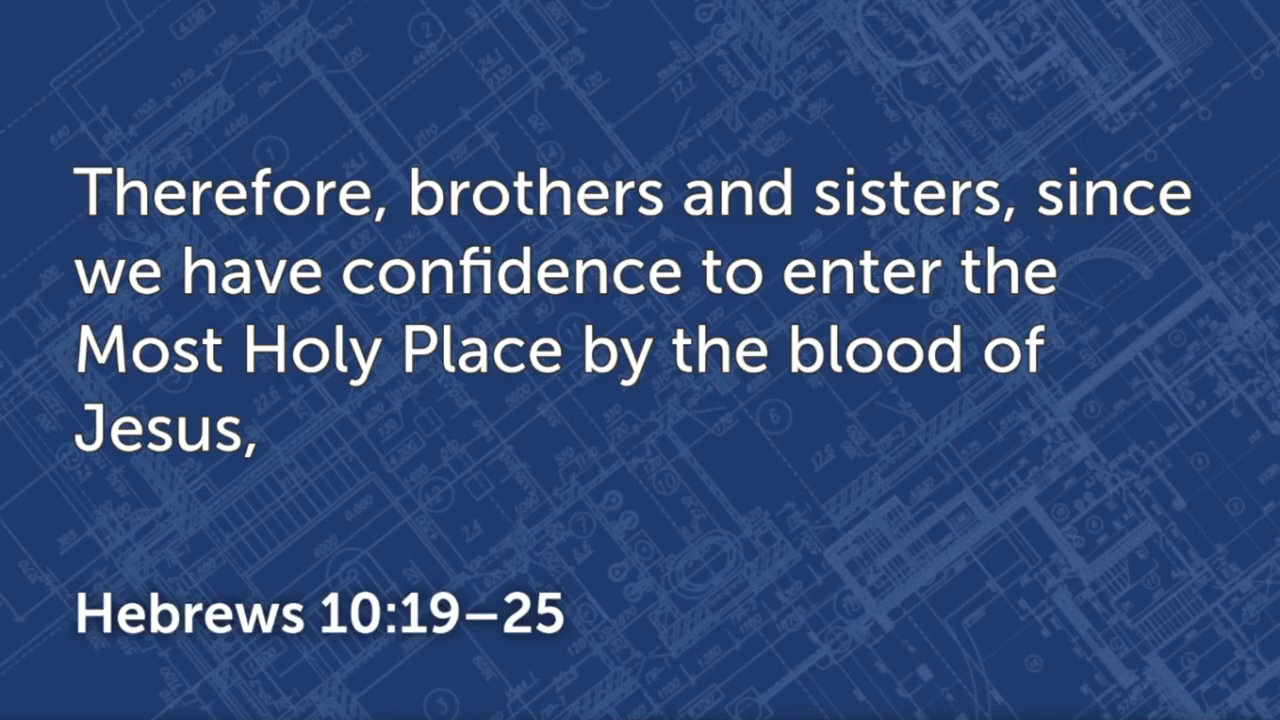 Therefore, brothers and sisters, since
we have confidence to enter the
Most Holy Place by the blood of
Jesus,
Hebrews 10:19–25